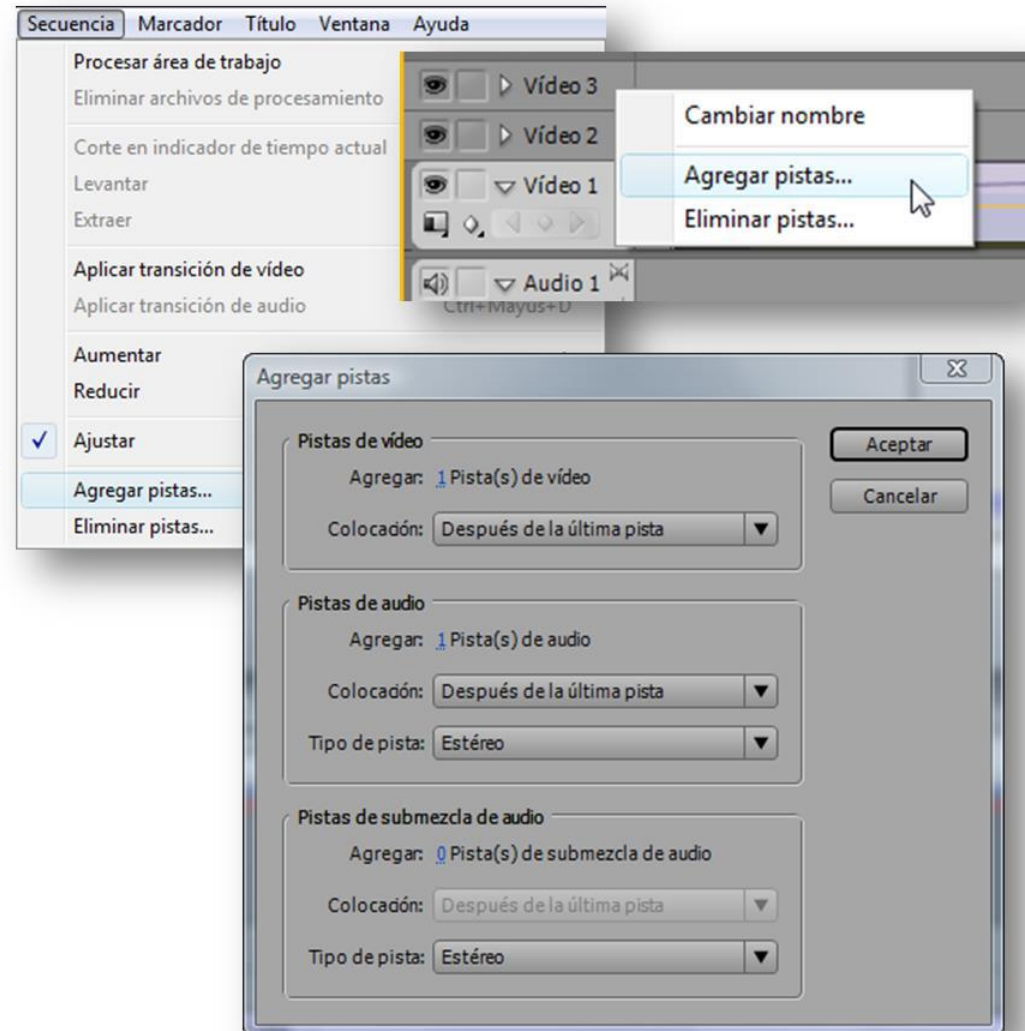 Secuencia Marcador Título Ventana Ayuda
Procesar área de trabajo
Eliminar archivos de procesamiento
Corte en indicador de tiempo actual
Levantar
Extraer
Aplicar transición de vídeo
Aplicar transición de audio Ctrl+Mayús+D
Aumentar
Reducir
Ajustar
Agregar pistas...
Eliminar pistas...
Vídeo 3
Vídeo 2
Vídeo 1
Audio 1
Cambiar nombre
Agregar pistas...
Eliminar pistas...
Agregar pistas
Pistas de vídeo
Agregar: 1 Pista(s) de vídeo
Colocación: Después de la última pista
Pistas de audio
Agregar: 1 Pista(s) de audio
Colocación: Después de la última pista
Tipo de pista: Estéreo
Pistas de submezcla de audio
Agregar: 0 Pista(s) de submezcla de audio
Colocación: Después de la última pista
Tipo de pista: Estéreo
Aceptar
Cancelar